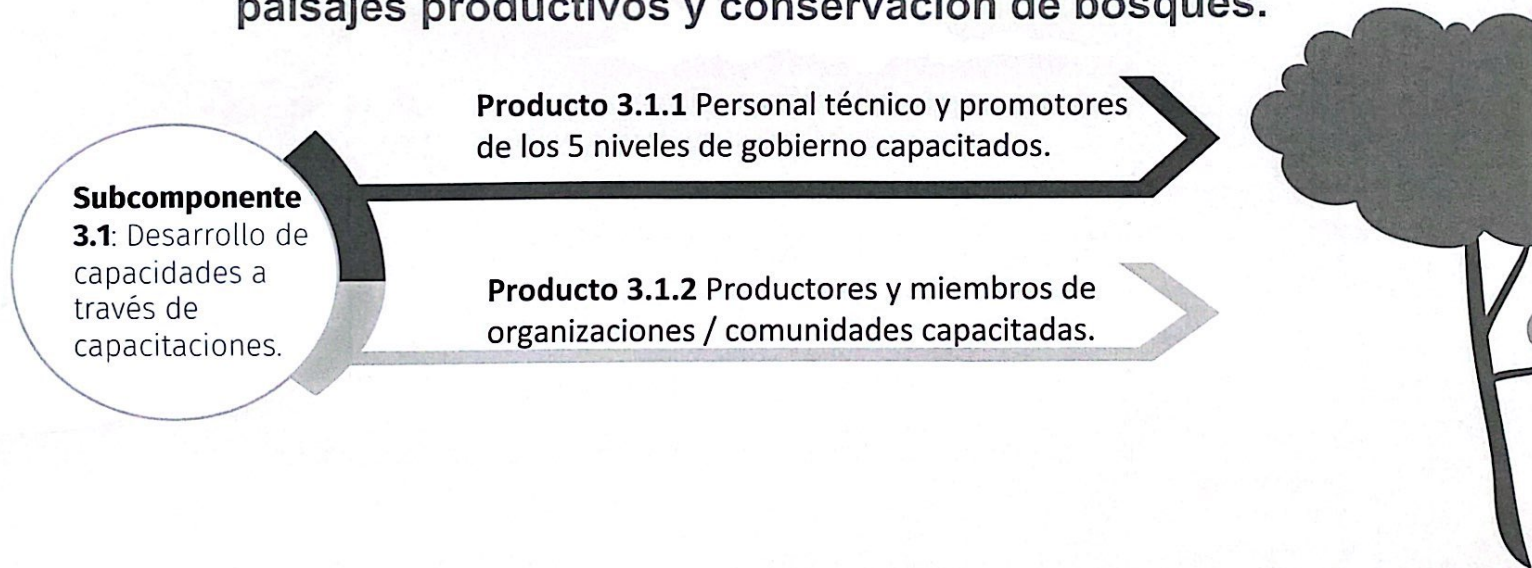 paisajes productivos y conservación de bosques.
Producto 3.1.1 Personal técnico y promotores
de los 5 niveles de gobierno capacitados.
Subcomponente
3.1: Desarrollo de
capacidades a
través de
capacitaciones.
Producto 3.1.2 Productores y miembros de
organizaciones / comunidades capacitadas.